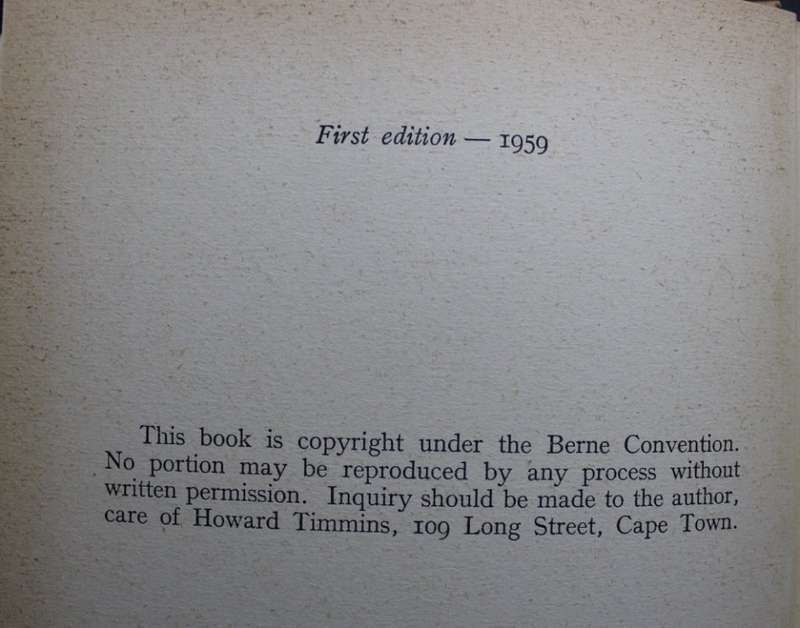 First edition — 1959
This book is copyright under the Berne Convention.
No portion may be reproduced by any process without
written permission. Inquiry should be made to the author,
care of Howard Timmins, 109 Long Street, Cape Town.